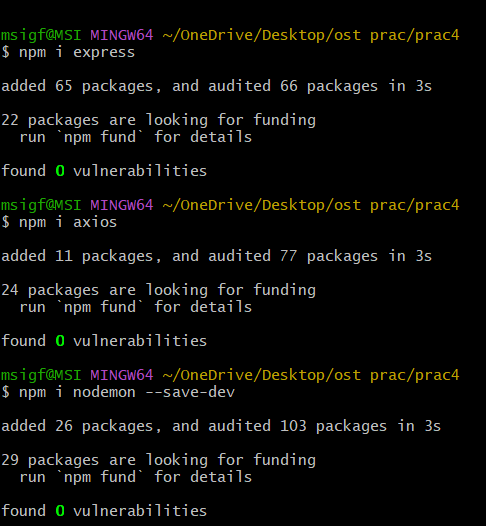 msigf@MSI MINGW64 ~/OneDrive/Desktop/ost prac/prac4
$ npm i express
added 65 packages, and audited 66 packages in 3s
22 packages are looking for funding
  run `npm fund` for details
found 0 vulnerabilities
msigf@MSI MINGW64 ~/OneDrive/Desktop/ost prac/prac4
$ npm i axios
added 11 packages, and audited 77 packages in 3s
24 packages are looking for funding
  run `npm fund` for details
found 0 vulnerabilities
msigf@MSI MINGW64 ~/OneDrive/Desktop/ost prac/prac4
$ npm i nodemon --save-dev
added 26 packages, and audited 103 packages in 3s
29 packages are looking for funding
  run `npm fund` for details
found 0 vulnerabilities